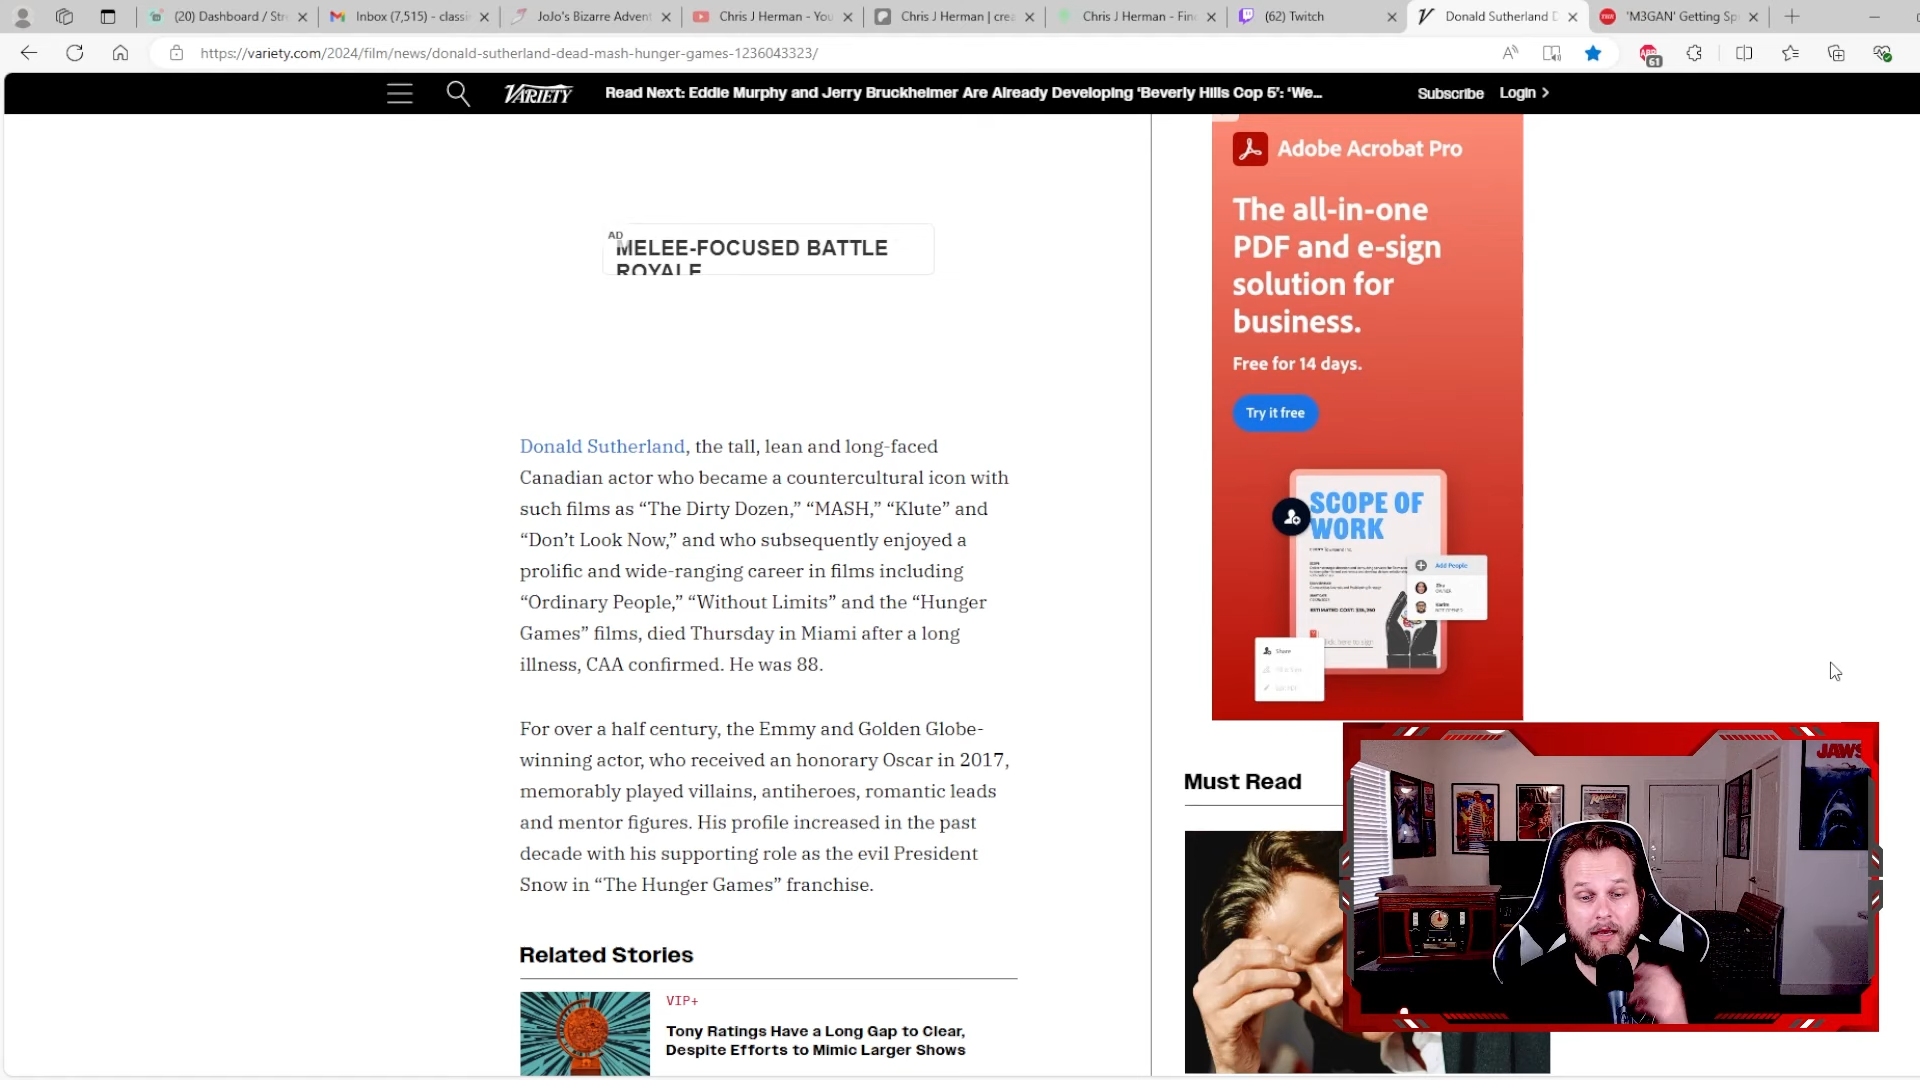 (20) Dashboard / Str
Inbox (7,515) - classi
JoJo's Bizarre Advent
Chris J Herman - You
Chris J Herman | crea
Chris J Herman - Fin
(62) Twitch
Donald Sutherland D
'M3GAN' Getting Sp
https://variety.com/2024/film/news/donald-sutherland-dead-mash-hunger-games-1236043323/
61
VARIETY
Read Next: Eddie Murphy and Jerry Bruckheimer Are Already Developing ‘Beverly Hills Cop 5’: ‘We...
Subscribe
Login
AD
MELEE-FOCUSED BATTLE
ROYALE
Donald Sutherland, the tall, lean and long-faced
Canadian actor who became a countercultural icon with
such films as “The Dirty Dozen,” “MASH,” “Klute” and
“Don’t Look Now,” and who subsequently enjoyed a
prolific and wide-ranging career in films including
“Ordinary People,” “Without Limits” and the “Hunger
Games” films, died Thursday in Miami after a long
illness, CAA confirmed. He was 88.
For over a half century, the Emmy and Golden Globe-
winning actor, who received an honorary Oscar in 2017,
memorably played villains, antiheroes, romantic leads
and mentor figures. His profile increased in the past
decade with his supporting role as the evil President
Snow in “The Hunger Games” franchise.
Related Stories
VIP+
Tony Ratings Have a Long Gap to Clear,
Despite Efforts to Mimic Larger Shows
Adobe Acrobat Pro
The all-in-one
PDF and e-sign
solution for
business.
Free for 14 days.
Try it free
SCOPE OF
WORK
Add People
Share
Must Read
JAWS